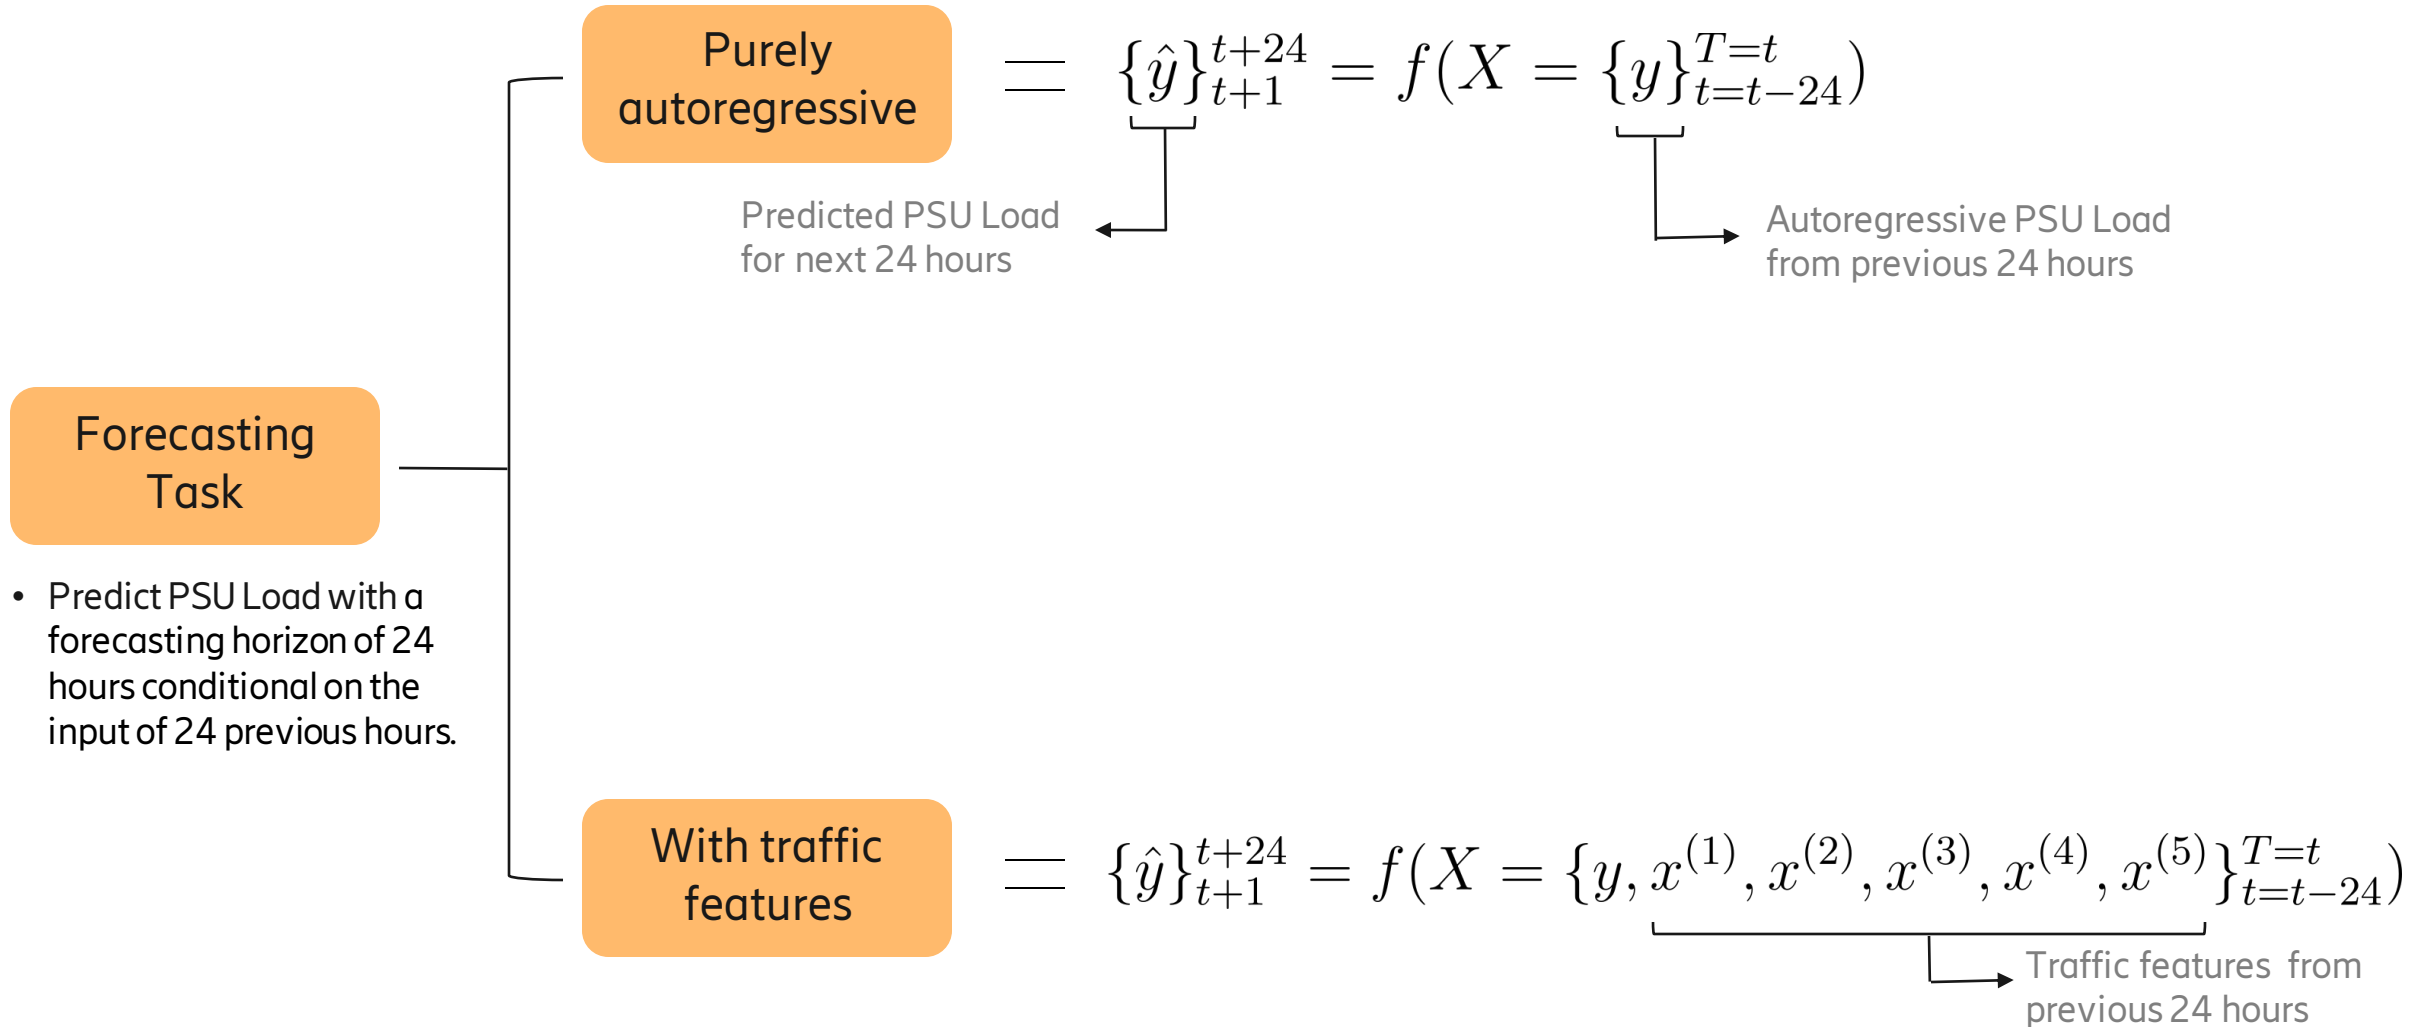 Purely
autoregressive
= {ŷ}_{t+1}^{t+24} = f(X = {y}_{t=t−24}^{T=t})
Predicted PSU Load
for next 24 hours
Autoregressive PSU Load
from previous 24 hours
Forecasting
Task
• Predict PSU Load with a
forecasting horizon of 24
hours conditional on the
input of 24 previous hours.
With traffic
features
= {ŷ}_{t+1}^{t+24} = f(X = {y, x^{(1)}, x^{(2)}, x^{(3)}, x^{(4)}, x^{(5)}}_{t=t−24}^{T=t})
Traffic features from
previous 24 hours